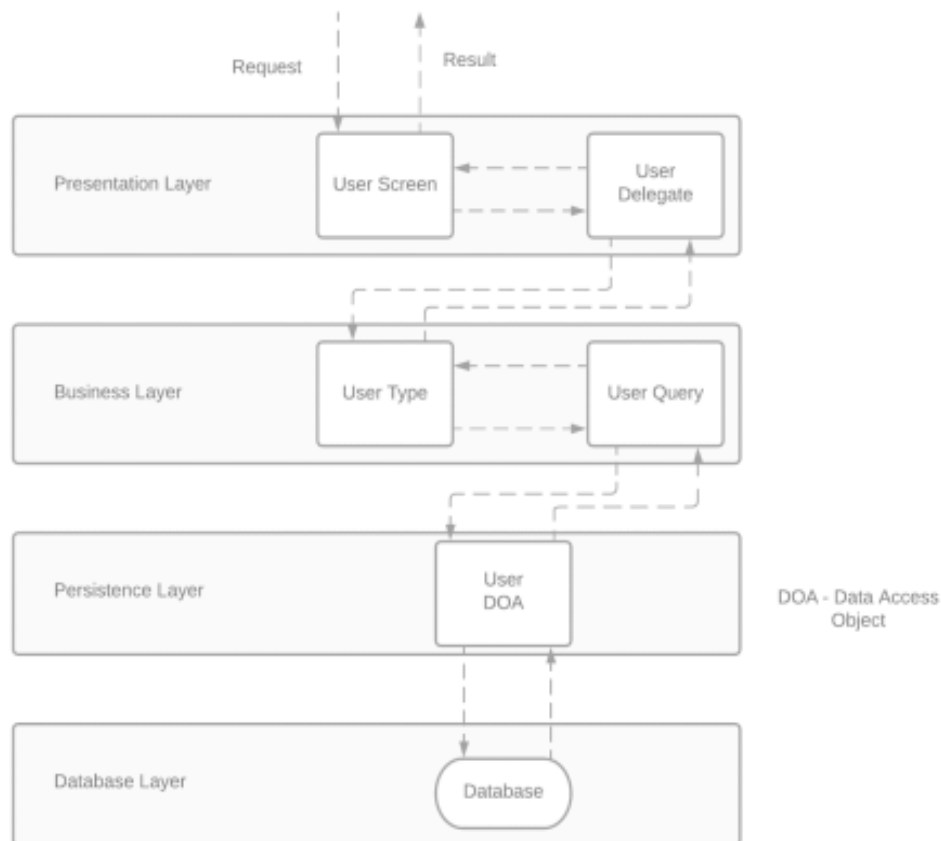 Request
Result
Presentation Layer
User Screen
User
Delegate
Business Layer
User Type
User Query
Persistence Layer
User
DOA
DOA - Data Access
Object
Database Layer
Database